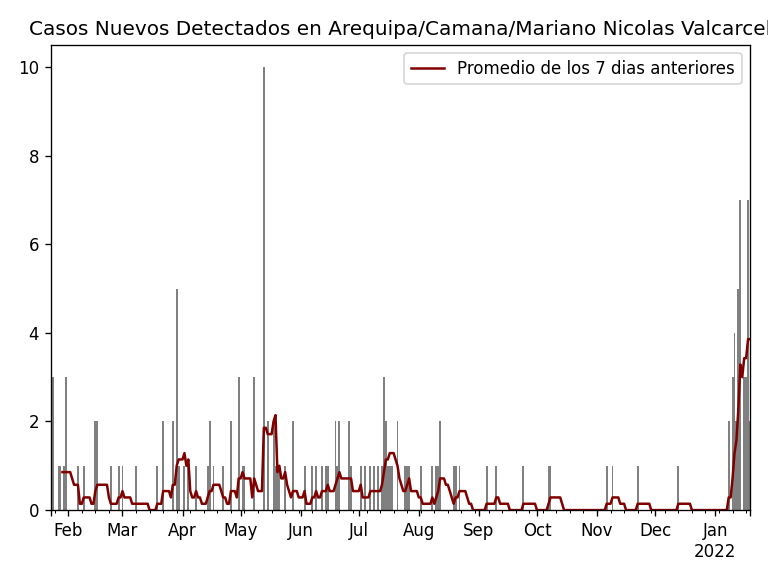 Casos Nuevos Detectados en Arequipa/Camana/Mariano Nicolas Valcarcel
Promedio de los 7 dias anteriores
10
8
6
4
2
0
Feb Mar Apr May Jun Jul Aug Sep Oct Nov Dec Jan
2022